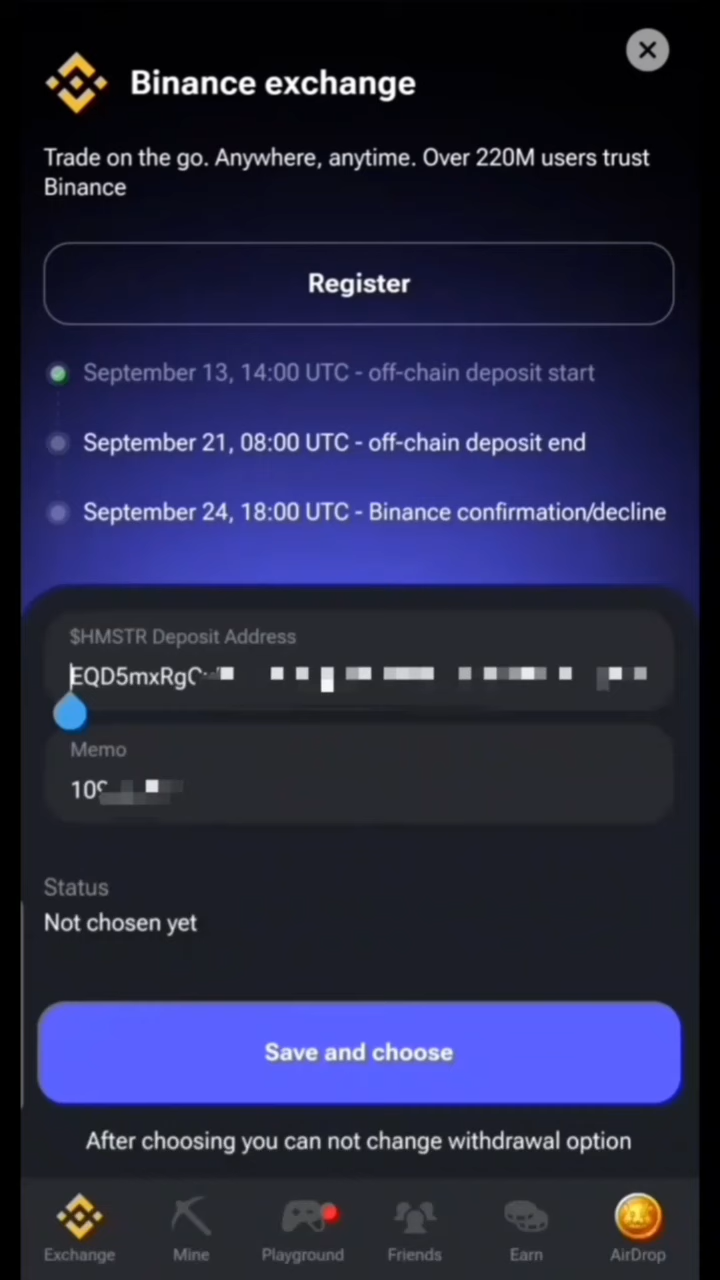 Binance exchange
Trade on the go. Anywhere, anytime. Over 220M users trust
Binance
Register
September 13, 14:00 UTC - off-chain deposit start
September 21, 08:00 UTC - off-chain deposit end
September 24, 18:00 UTC - Binance confirmation/decline
$HMSTR Deposit Address
Memo
Status
Not chosen yet
Save and choose
After choosing you can not change withdrawal option
Exchange
Mine
Playground
Friends
Earn
AirDrop